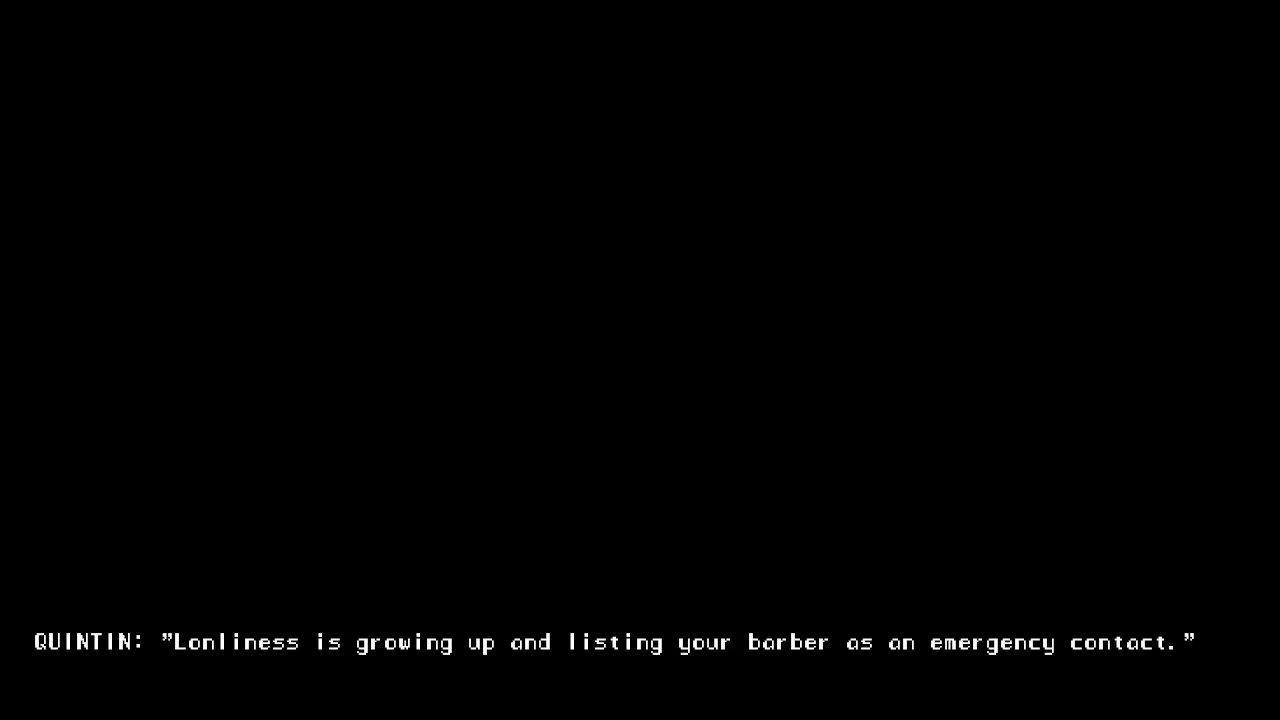 QUINTIN: ”Lonliness is growing up and listing your barber as an emergency contact.”